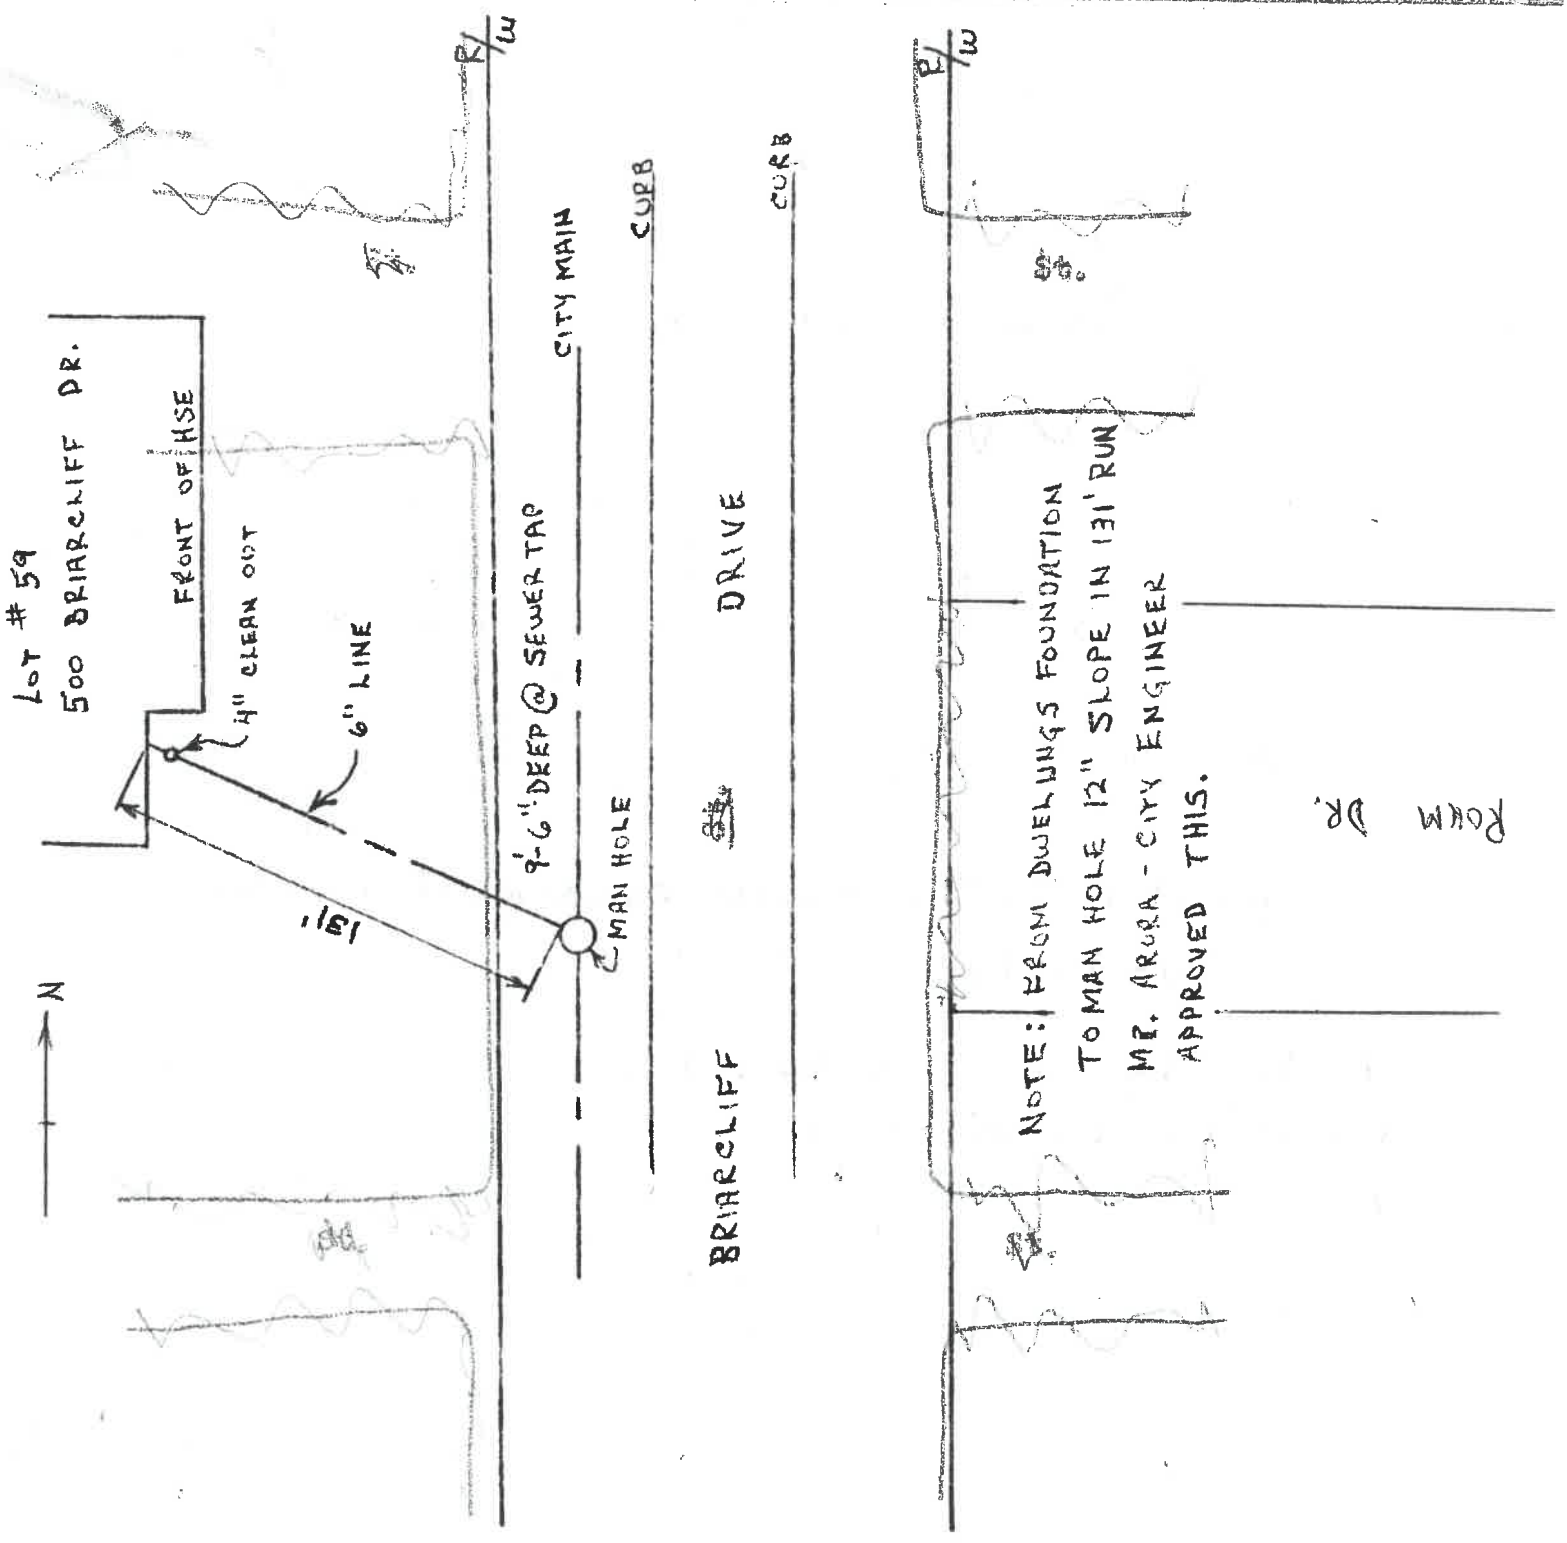 LOT # 59
500 BRIARCLIFF DR.
FRONT OF HSE
4" CLEAN OUT
6" LINE
131'
N
R/W
9'-6" DEEP @ SEWER TAP
CITY MAIN
MAN HOLE
CURB
BRIARCLIFF DRIVE
CURB
R/W
St.
NOTE: FROM DWELLINGS FOUNDATION
TO MAN HOLE 12" SLOPE IN 131' RUN
MR. ARORA - CITY ENGINEER
APPROVED THIS.
DR.